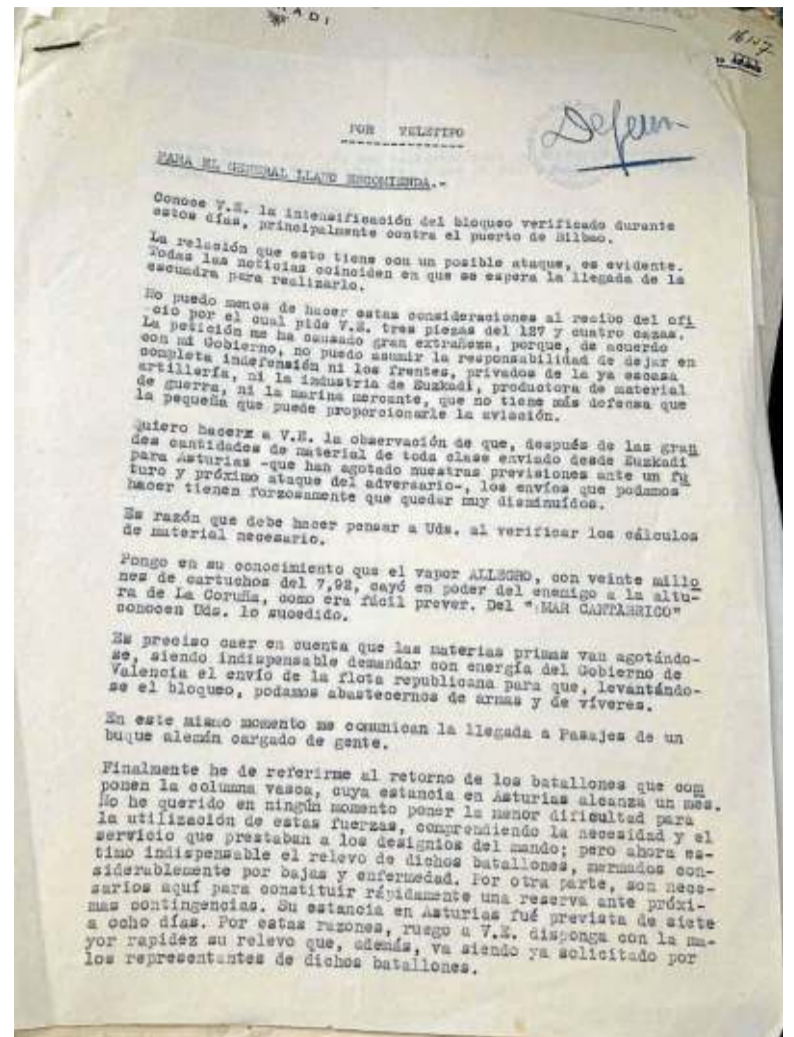 ADI
POR TELETIPO
PARA EL GENERAL LLANO ENCOMIENDA.-
Conoce V.E. la intensificación del bloqueo verificado durante
estos días, principalmente contra el puerto de Bilbao.
La relación que esto tiene con un posible ataque, es evidente.
Todas las noticias coinciden en que se espera la llegada de la
escuadra para realizarlo.
No puedo menos de hacer estas consideraciones al recibo del ofi
cio por el cual pide V.E. tres piezas del 127 y cuatro cazas.
La petición me ha causado gran extrañeza, porque, de acuerdo
con mi Gobierno, no puedo asumir la responsabilidad de dejar en
completa indefensión ni los frentes, privados de la ya escasa
artillería, ni la industria de Euzkadi, productora de material
de guerra, ni la marina mercante, que no tiene más defensa que
la pequeña que puede proporcionarle la aviación.
Quiero hacerx a V.E. la observación de que, después de las gran
des cantidades de material de toda clase enviado desde Euzkadi
para Asturias -que han agotado nuestras previsiones ante un fu
turo y próximo ataque del adversario-, los envíos que podamos
hacer tienen forzosamente que quedar muy disminuídos.
Es razón que debe hacer pensar a Uds. al verificar los cálculos
de material necesario.
Pongo en su conocimiento que el vapor ALLEGRO, con veinte millo
nes de cartuchos del 7,92, cayó en poder del enemigo a la altu-
ra de La Coruña, como era fácil prever. Del "MAR CANTABRICO"
conocen Uds. lo sucedido.
Es preciso caer en cuenta que las materias primas van agotándo-
se, siendo indispensable demandar con energía del Gobierno de
Valencia el envío de la flota republicana para que, levantándo-
se el bloqueo, podamos abastecernos de armas y de víveres.
En este mismo momento me comunican la llegada a Pasajes de un
buque alemán cargado de gente.
Finalmente he de referirme al retorno de los batallones que com
ponen la columna vasca, cuya estancia en Asturias alcanza un mes.
No he querido en ningún momento poner la menor dificultad para
la utilización de estas fuerzas, comprendiendo la necesidad y el
servicio que prestaban a los designios del mando; pero ahora es-
timo indispensable el relevo de dichos batallones, mermados con-
siderablemente por bajas y enfermedad. Por otra parte, son nece-
sarios aquí para constituir rápidamente una reserva ante próxi-
mas contingencias. Su estancia en Asturias fué prevista de siete
a ocho días. Por estas razones, ruego a V.E. disponga con la ma-
yor rapidez su relevo que, además, va siendo ya solicitado por
los representantes de dichos batallones.